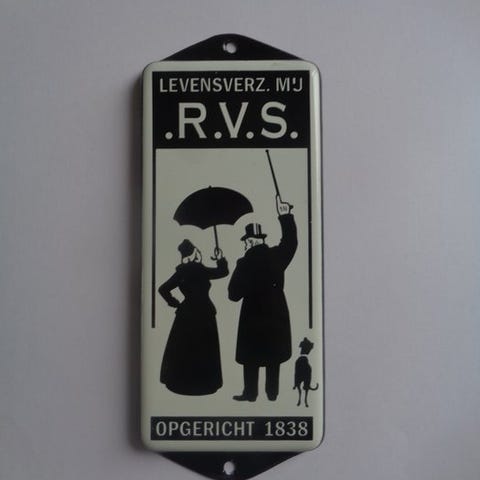 LEVENSVERZ. MIJ
.R.V.S.
OPGERICHT 1838